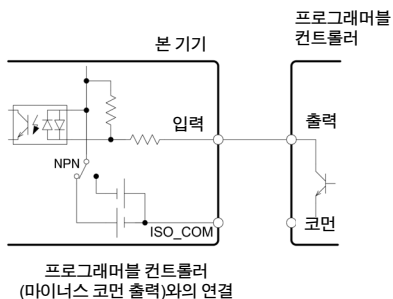 프로그래머블
컨트롤러
본 기기
입력
출력
NPN
코먼
ISO_COM
프로그래머블 컨트롤러
(마이너스 코먼 출력)와의 연결